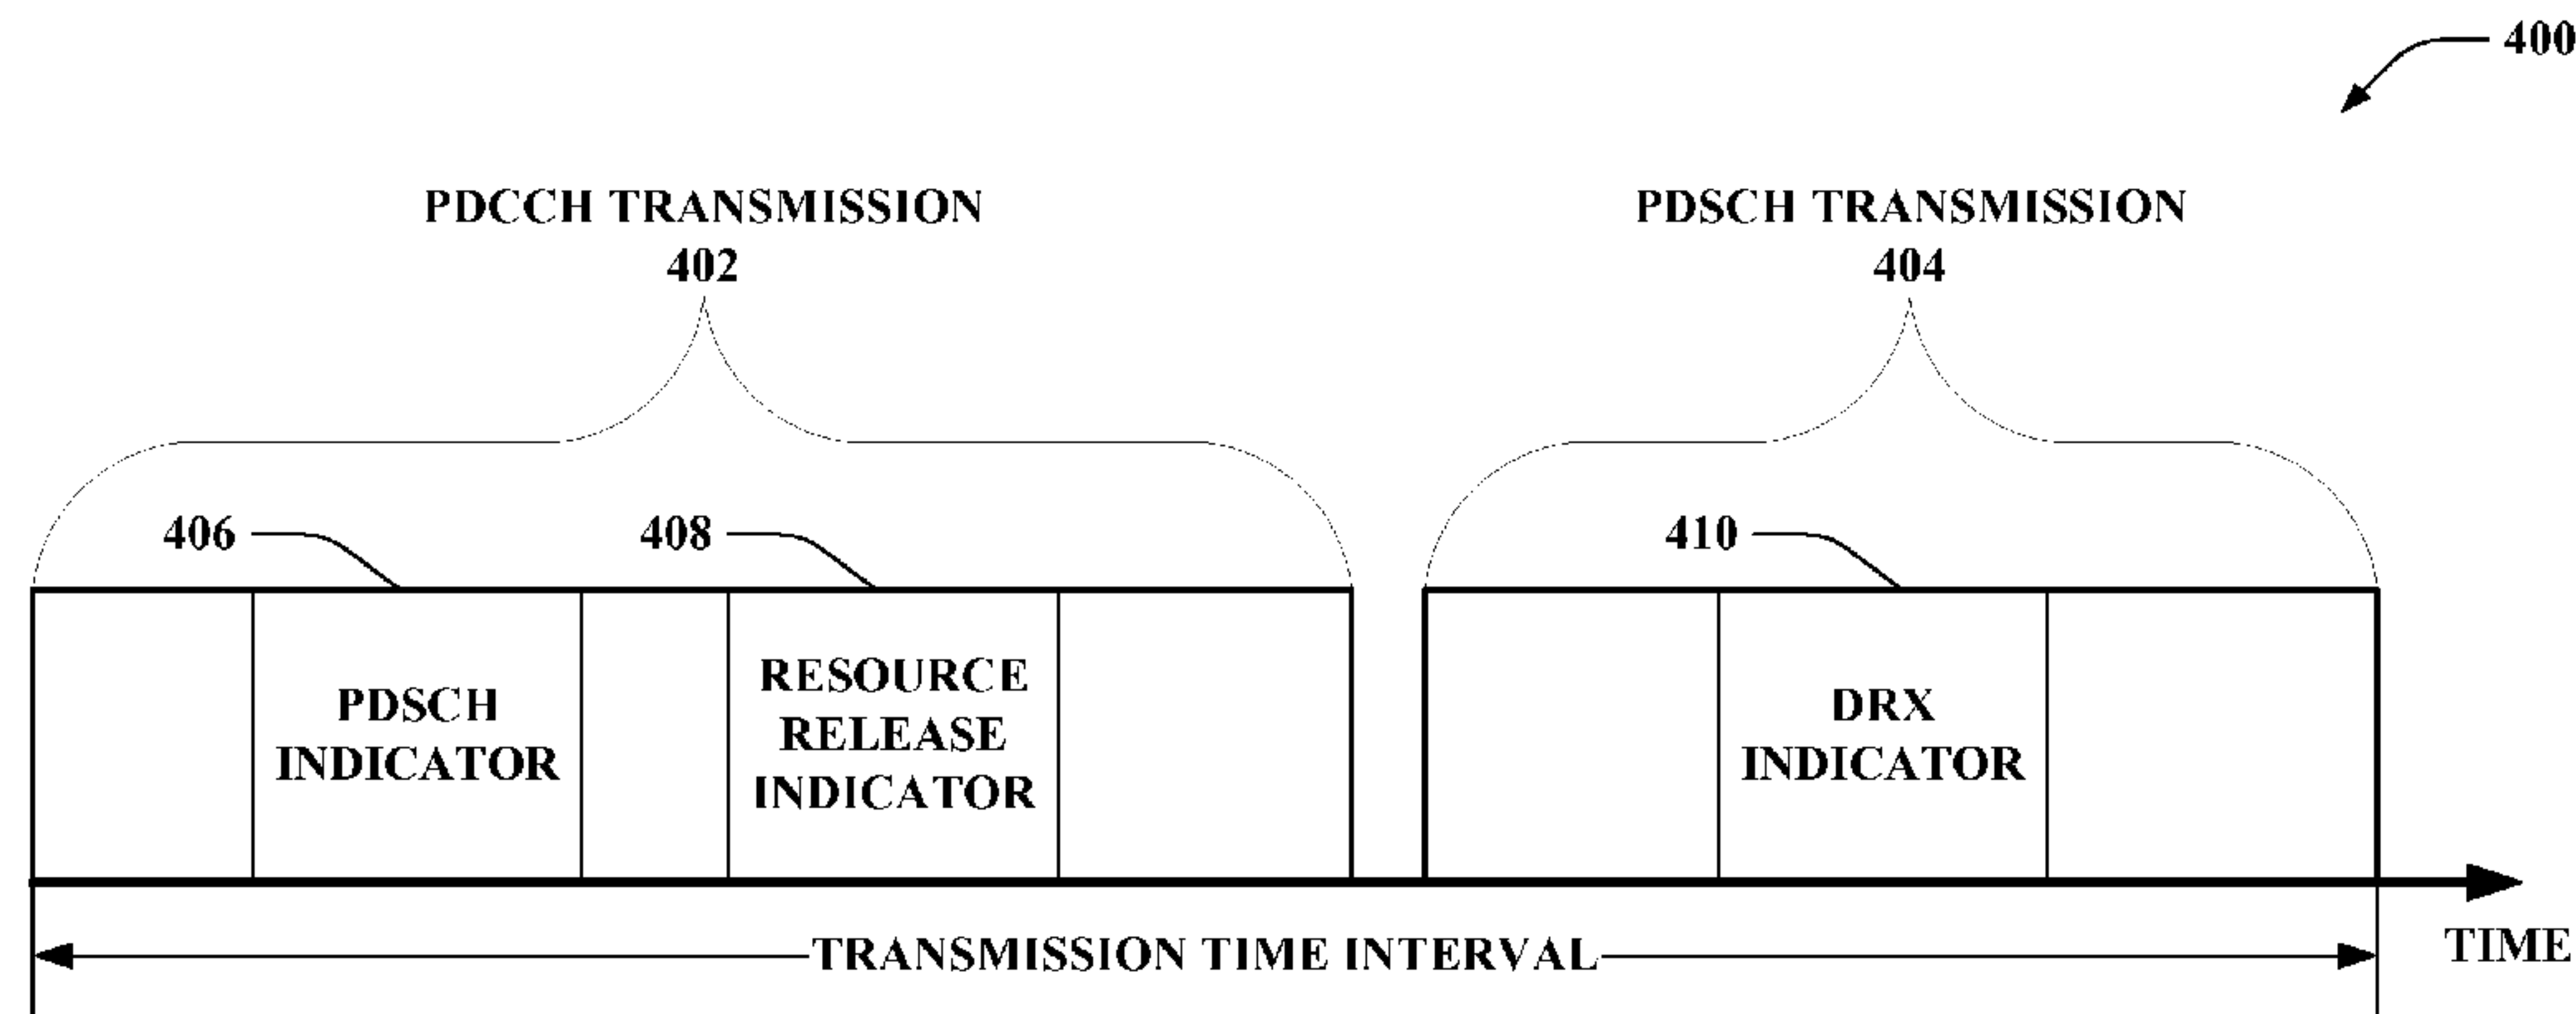 400
PDCCH TRANSMISSION
402
PDSCH TRANSMISSION
404
406
408
410
PDSCH
INDICATOR
RESOURCE
RELEASE
INDICATOR
DRX
INDICATOR
TRANSMISSION TIME INTERVAL
TIME